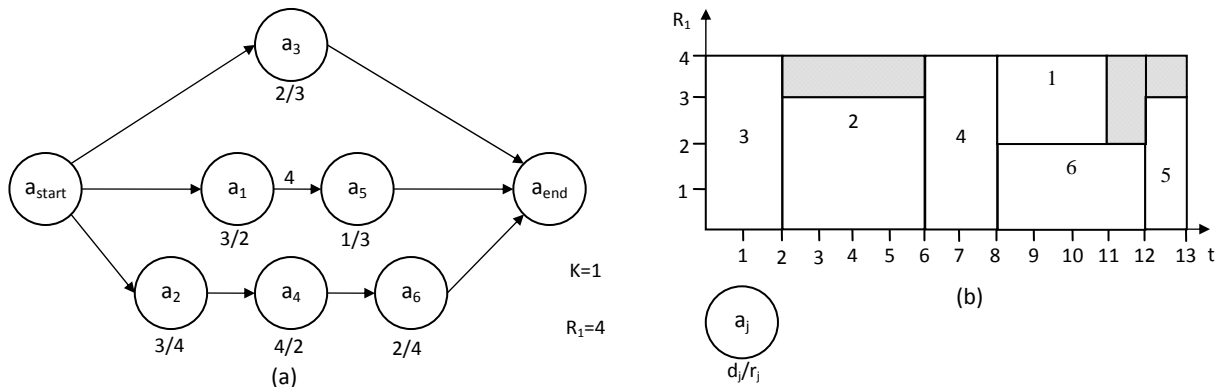 a3
2/3
astart
a1
3/2
4
a5
1/3
aend
a2
3/4
a4
4/2
a6
2/4
K=1
R1=4
(a)
R1
4
3
2
1
3
2
4
1
6
5
1 2 3 4 5 6 7 8 9 10 11 12 13 t
(b)
aj
dj/rj